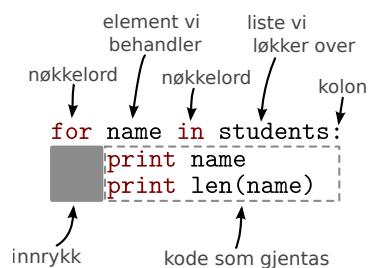 element vi
behandler
liste vi
løkker over
nøkkelord
nøkkelord
kolon
for name in students:
print name
print len(name)
innrykk
kode som gjentas